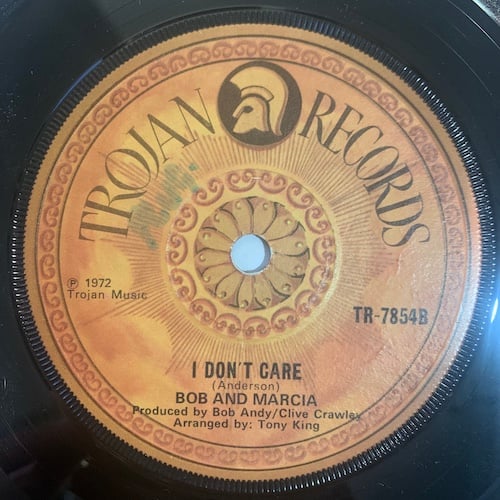 TROJAN RECORDS
℗ 1972
Trojan Music
TR-7854B
I DON'T CARE
(Anderson)
BOB AND MARCIA
Produced by Bob Andy/Clive Crawley
Arranged by: Tony King